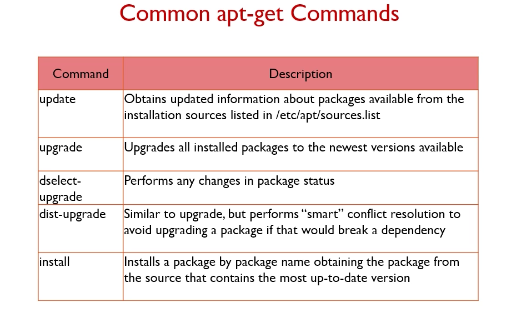 Common apt-get Commands
Command Description
update Obtains updated information about packages available from the
installation sources listed in /etc/apt/sources.list
upgrade Upgrades all installed packages to the newest versions available
dselect- Performs any changes in package status
upgrade
dist-upgrade Similar to upgrade, but performs “smart” conflict resolution to
avoid upgrading a package if that would break a dependency
install Installs a package by package name obtaining the package from
the source that contains the most up-to-date version